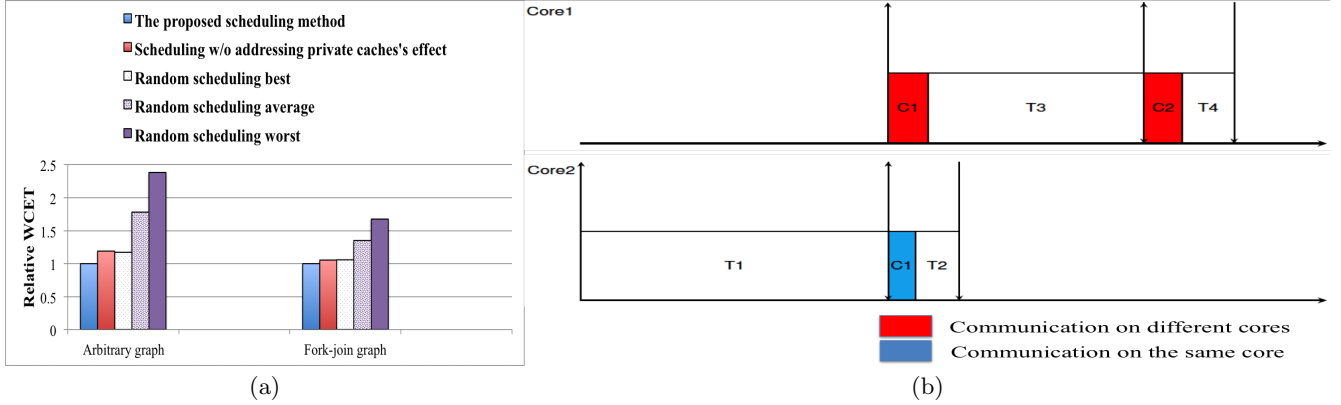 The proposed scheduling method
Scheduling w/o addressing private caches's effect
Random scheduling best
Random scheduling average
Random scheduling worst
Relative WCET
2.5
2
1.5
1
0.5
0
Arbitrary graph
Fork-join graph
(a)
Core1
C1
T3
C2
T4
Core2
T1
C1
T2
Communication on different cores
Communication on the same core
(b)